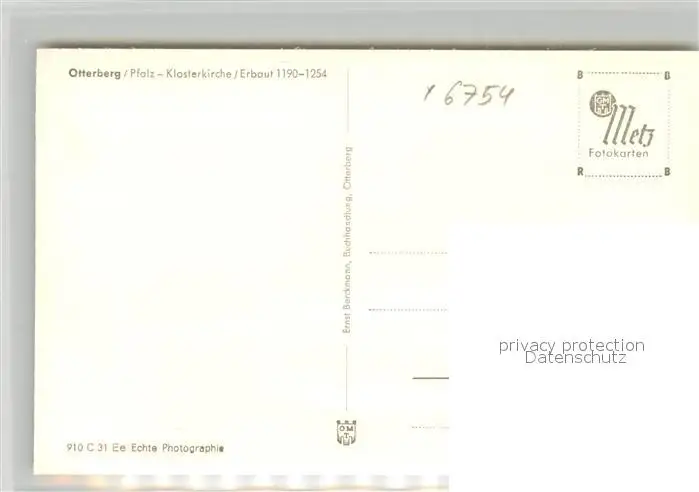 Otterberg / Pfalz – Klosterkirche / Erbaut 1190–1254
x 6754
B B
GM
Metz
Fotokarten
R B
Ernst Berckmann, Buchhandlung, Otterberg
privacy protection
Datenschutz
910 C 31 Ee Echte Photographie